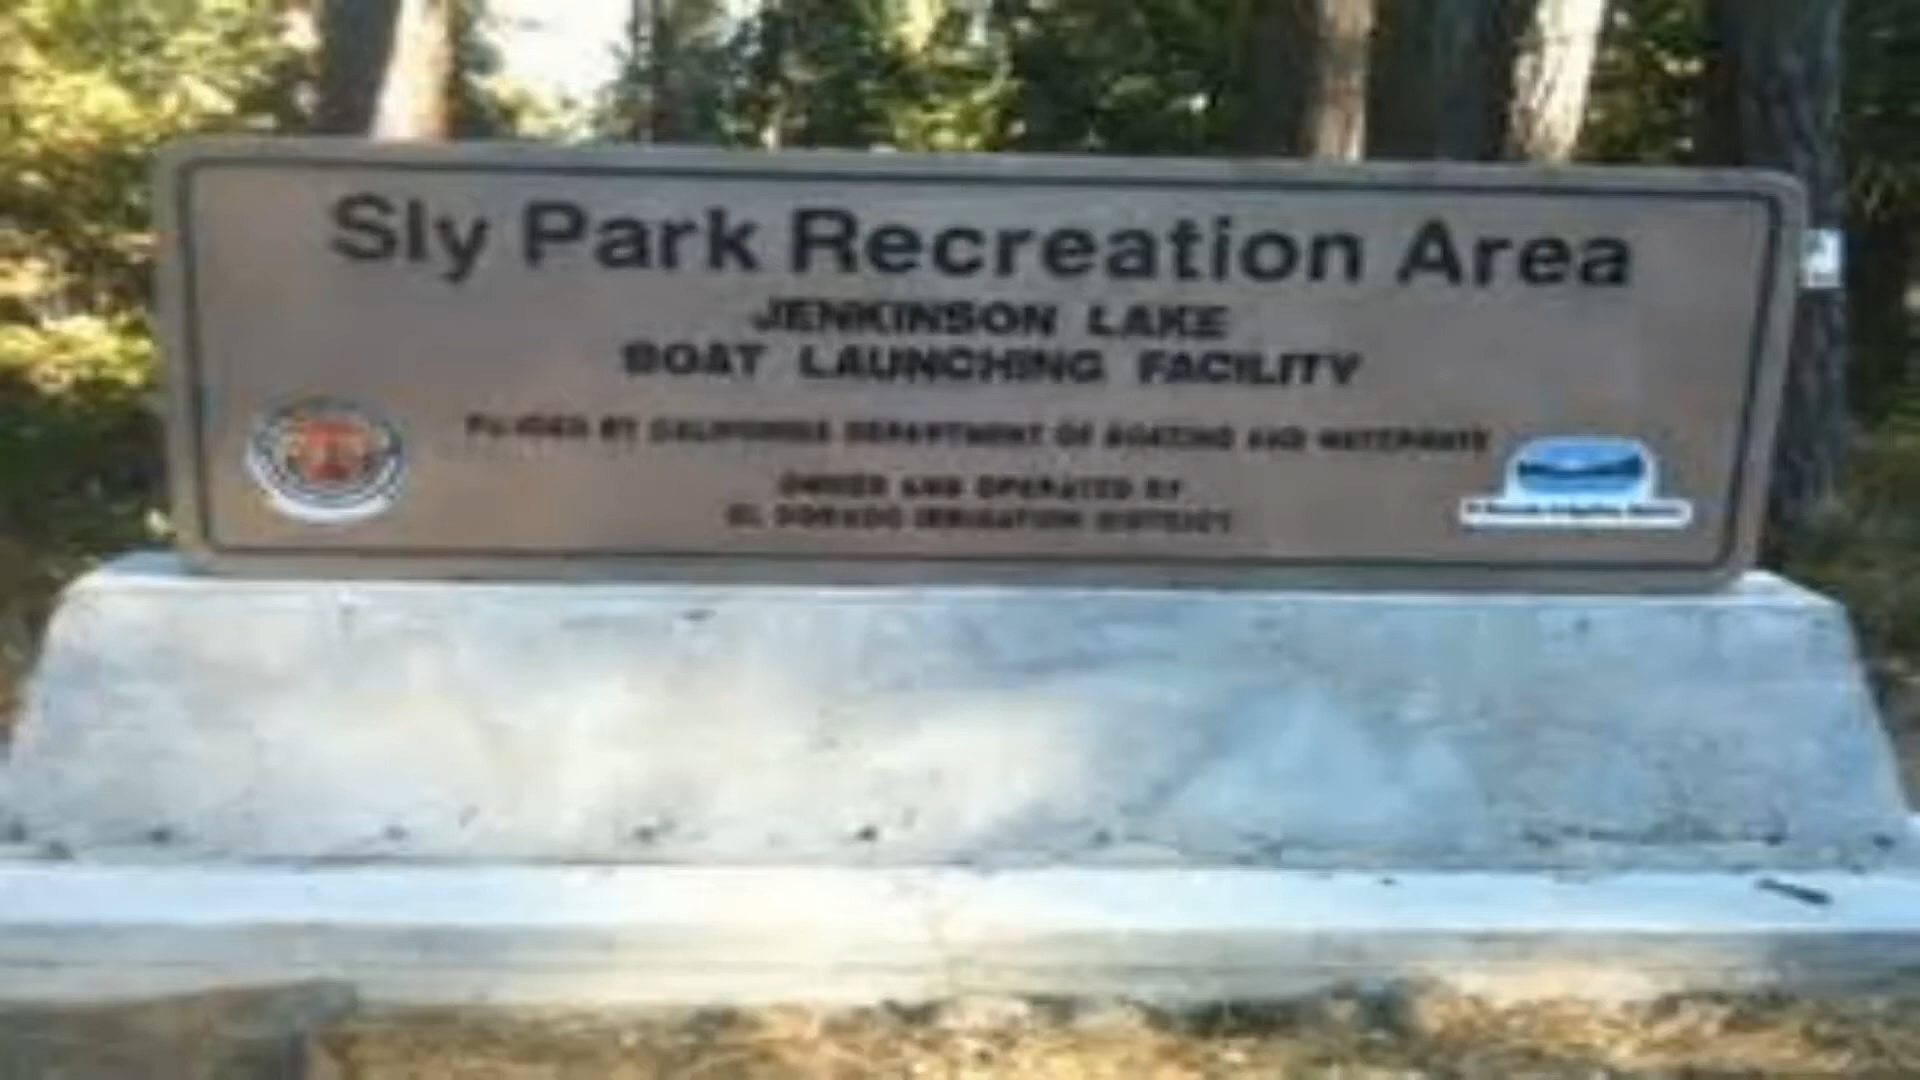 Sly Park Recreation Area
JENKINSON LAKE
BOAT LAUNCHING FACILITY
FUNDED BY CALIFORNIA DEPARTMENT OF BOATING AND WATERWAYS
OWNED AND OPERATED BY
EL DORADO IRRIGATION DISTRICT